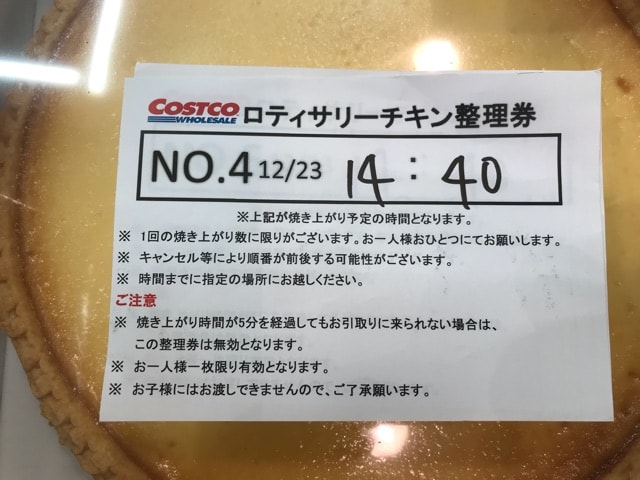 COSTCO WHOLESALE ロティサリーチキン整理券
NO.4 12/23 14:40
※上記が焼き上がり予定の時間となります。
※ 1回の焼き上がり数に限りがございます。お一人様おひとつにてお願いします。
※ キャンセル等により順番が前後する可能性がございます。
※ 時間までに指定の場所にお越しください。
ご注意
※ 焼き上がり時間が5分を経過してもお引取りに来られない場合は、
この整理券は無効となります。
※ お一人様一枚限り有効となります。
※ お子様にはお渡しできませんので、ご了承願います。